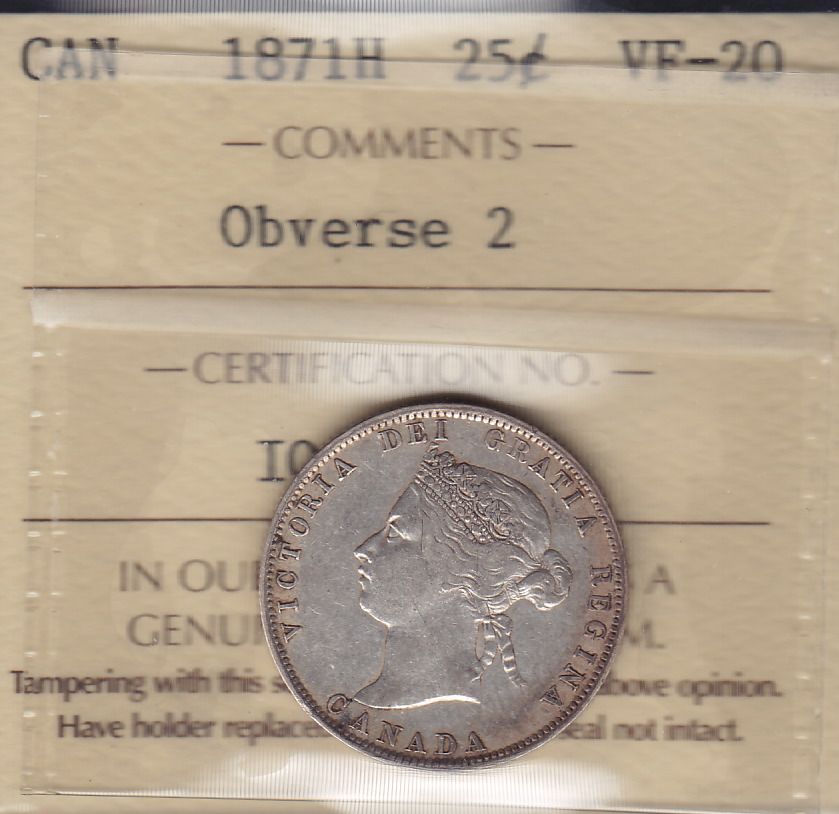 CAN 1871H 25¢ VF-20
— COMMENTS —
Obverse 2
— CERTIFICATION NO. —
VICTORIA DEI GRATIA REGINA
CANADA
IN A
Tampering with this above opinion.
Have holder seal not intact.